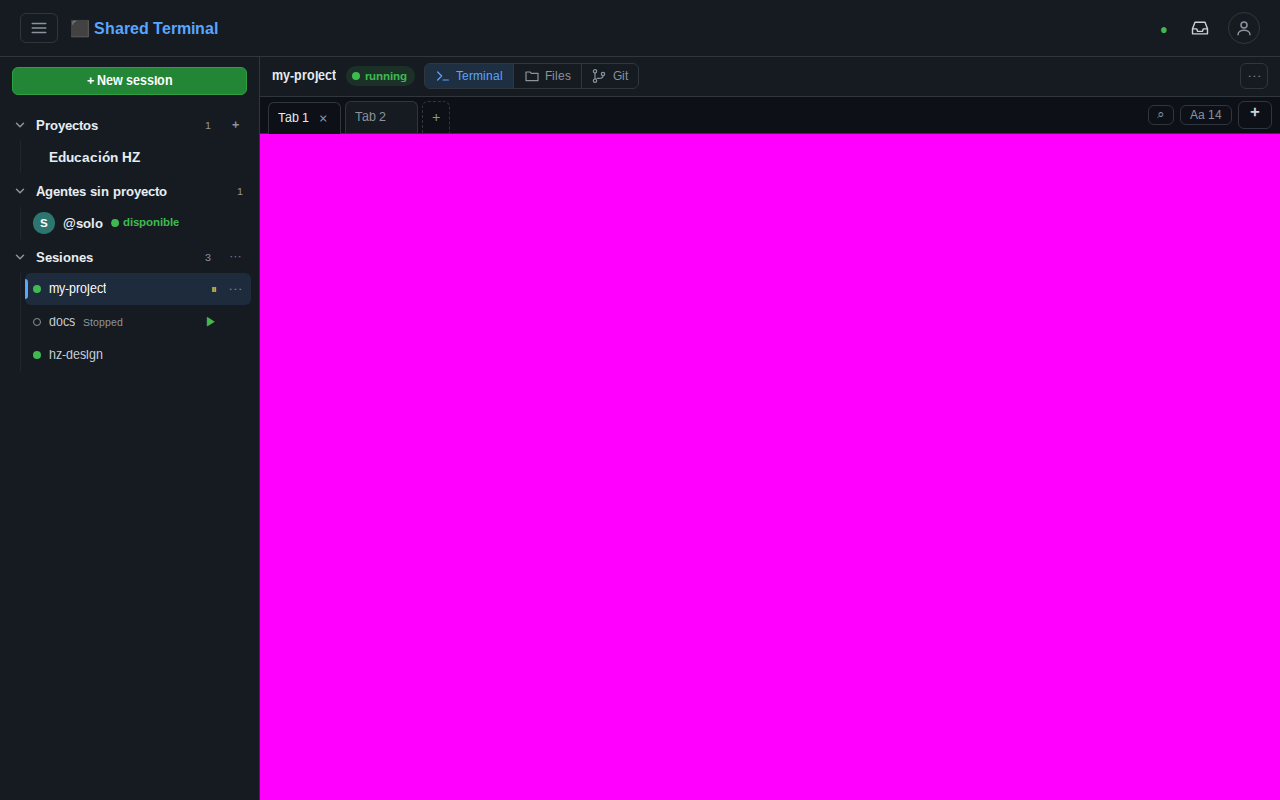 Shared Terminal
+ New session
my-project
running
Terminal
Files
Git
...
Proyectos 1 +
Tab 1 ×
Tab 2
+
Aa 14
+
Educación HZ
Agentes sin proyecto 1
S @solo disponible
Sesiones 3 ...
my-project ...
docs Stopped
hz-design